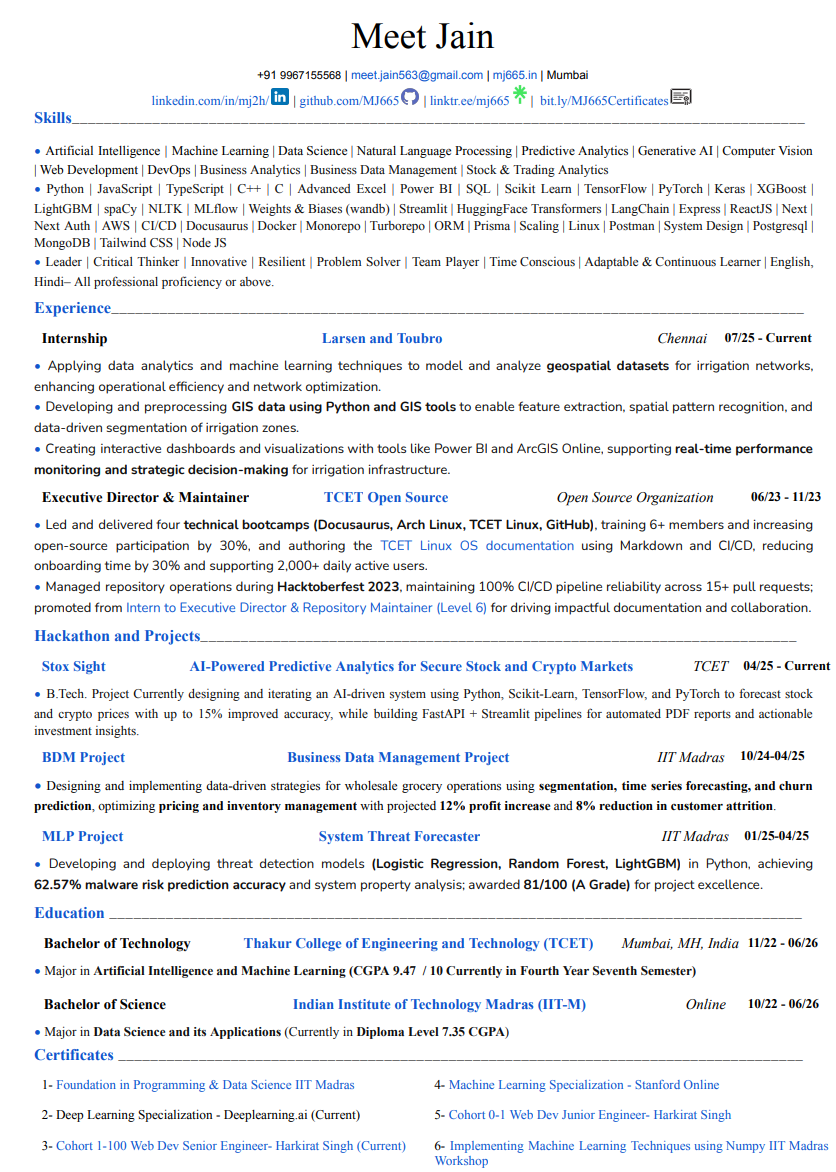 Meet Jain
+91 9967155568 | meet.jain563@gmail.com | mj665.in | Mumbai
linkedin.com/in/mj2h/ in | github.com/MJ665 | linktr.ee/mj665 | bit.ly/MJ665Certificates
Skills
• Artificial Intelligence | Machine Learning | Data Science | Natural Language Processing | Predictive Analytics | Generative AI | Computer Vision
| Web Development | DevOps | Business Analytics | Business Data Management | Stock & Trading Analytics
• Python | JavaScript | TypeScript | C++ | C | Advanced Excel | Power BI | SQL | Scikit Learn | TensorFlow | PyTorch | Keras | XGBoost |
LightGBM | spaCy | NLTK | MLflow | Weights & Biases (wandb) | Streamlit | HuggingFace Transformers | LangChain | Express | ReactJS | Next |
Next Auth | AWS | CI/CD | Docusaurus | Docker | Monorepo | Turborepo | ORM | Prisma | Scaling | Linux | Postman | System Design | Postgresql |
MongoDB | Tailwind CSS | Node JS
• Leader | Critical Thinker | Innovative | Resilient | Problem Solver | Team Player | Time Conscious | Adaptable & Continuous Learner | English,
Hindi– All professional proficiency or above.
Experience
Internship Larsen and Toubro Chennai 07/25 - Current
• Applying data analytics and machine learning techniques to model and analyze geospatial datasets for irrigation networks,
enhancing operational efficiency and network optimization.
• Developing and preprocessing GIS data using Python and GIS tools to enable feature extraction, spatial pattern recognition, and
data-driven segmentation of irrigation zones.
• Creating interactive dashboards and visualizations with tools like Power BI and ArcGIS Online, supporting real-time performance
monitoring and strategic decision-making for irrigation infrastructure.
Executive Director & Maintainer TCET Open Source Open Source Organization 06/23 - 11/23
• Led and delivered four technical bootcamps (Docusaurus, Arch Linux, TCET Linux, GitHub), training 6+ members and increasing
open-source participation by 30%, and authoring the TCET Linux OS documentation using Markdown and CI/CD, reducing
onboarding time by 30% and supporting 2,000+ daily active users.
• Managed repository operations during Hacktoberfest 2023, maintaining 100% CI/CD pipeline reliability across 15+ pull requests;
promoted from Intern to Executive Director & Repository Maintainer (Level 6) for driving impactful documentation and collaboration.
Hackathon and Projects
Stox Sight AI-Powered Predictive Analytics for Secure Stock and Crypto Markets TCET 04/25 - Current
• B.Tech. Project Currently designing and iterating an AI-driven system using Python, Scikit-Learn, TensorFlow, and PyTorch to forecast stock
and crypto prices with up to 15% improved accuracy, while building FastAPI + Streamlit pipelines for automated PDF reports and actionable
investment insights.
BDM Project Business Data Management Project IIT Madras 10/24-04/25
• Designing and implementing data-driven strategies for wholesale grocery operations using segmentation, time series forecasting, and churn
prediction, optimizing pricing and inventory management with projected 12% profit increase and 8% reduction in customer attrition.
MLP Project System Threat Forecaster IIT Madras 01/25-04/25
• Developing and deploying threat detection models (Logistic Regression, Random Forest, LightGBM) in Python, achieving
62.57% malware risk prediction accuracy and system property analysis; awarded 81/100 (A Grade) for project excellence.
Education
Bachelor of Technology Thakur College of Engineering and Technology (TCET) Mumbai, MH, India 11/22 - 06/26
• Major in Artificial Intelligence and Machine Learning (CGPA 9.47 / 10 Currently in Fourth Year Seventh Semester)
Bachelor of Science Indian Institute of Technology Madras (IIT-M) Online 10/22 - 06/26
• Major in Data Science and its Applications (Currently in Diploma Level 7.35 CGPA)
Certificates
1- Foundation in Programming & Data Science IIT Madras 4- Machine Learning Specialization - Stanford Online
2- Deep Learning Specialization - Deeplearning.ai (Current) 5- Cohort 0-1 Web Dev Junior Engineer- Harkirat Singh
3- Cohort 1-100 Web Dev Senior Engineer- Harkirat Singh (Current) 6- Implementing Machine Learning Techniques using Numpy IIT Madras
Workshop